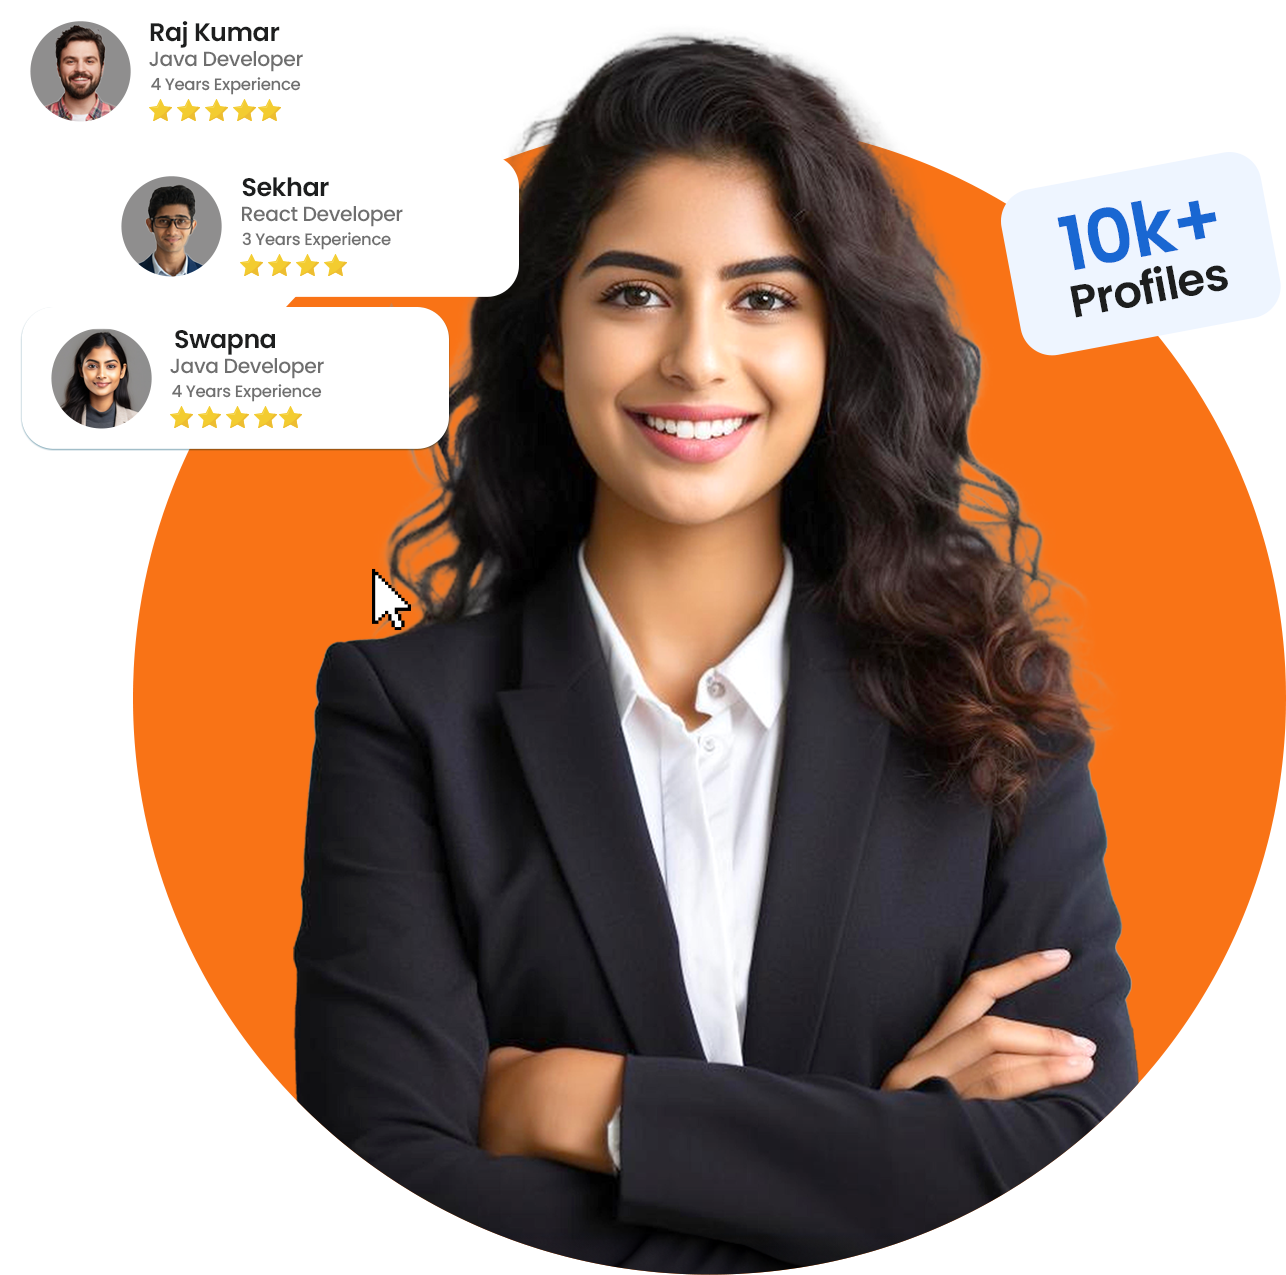 Raj Kumar
Java Developer
4 Years Experience
Sekhar
React Developer
3 Years Experience
Swapna
Java Developer
4 Years Experience
10k+
Profiles